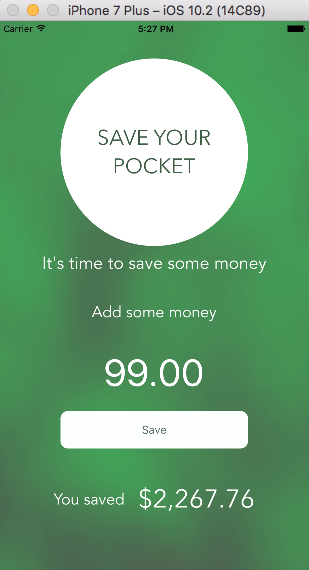 iPhone 7 Plus – iOS 10.2 (14C89)
Carrier 5:27 PM
SAVE YOUR
POCKET
It's time to save some money
Add some money
99.00
Save
You saved $2,267.76